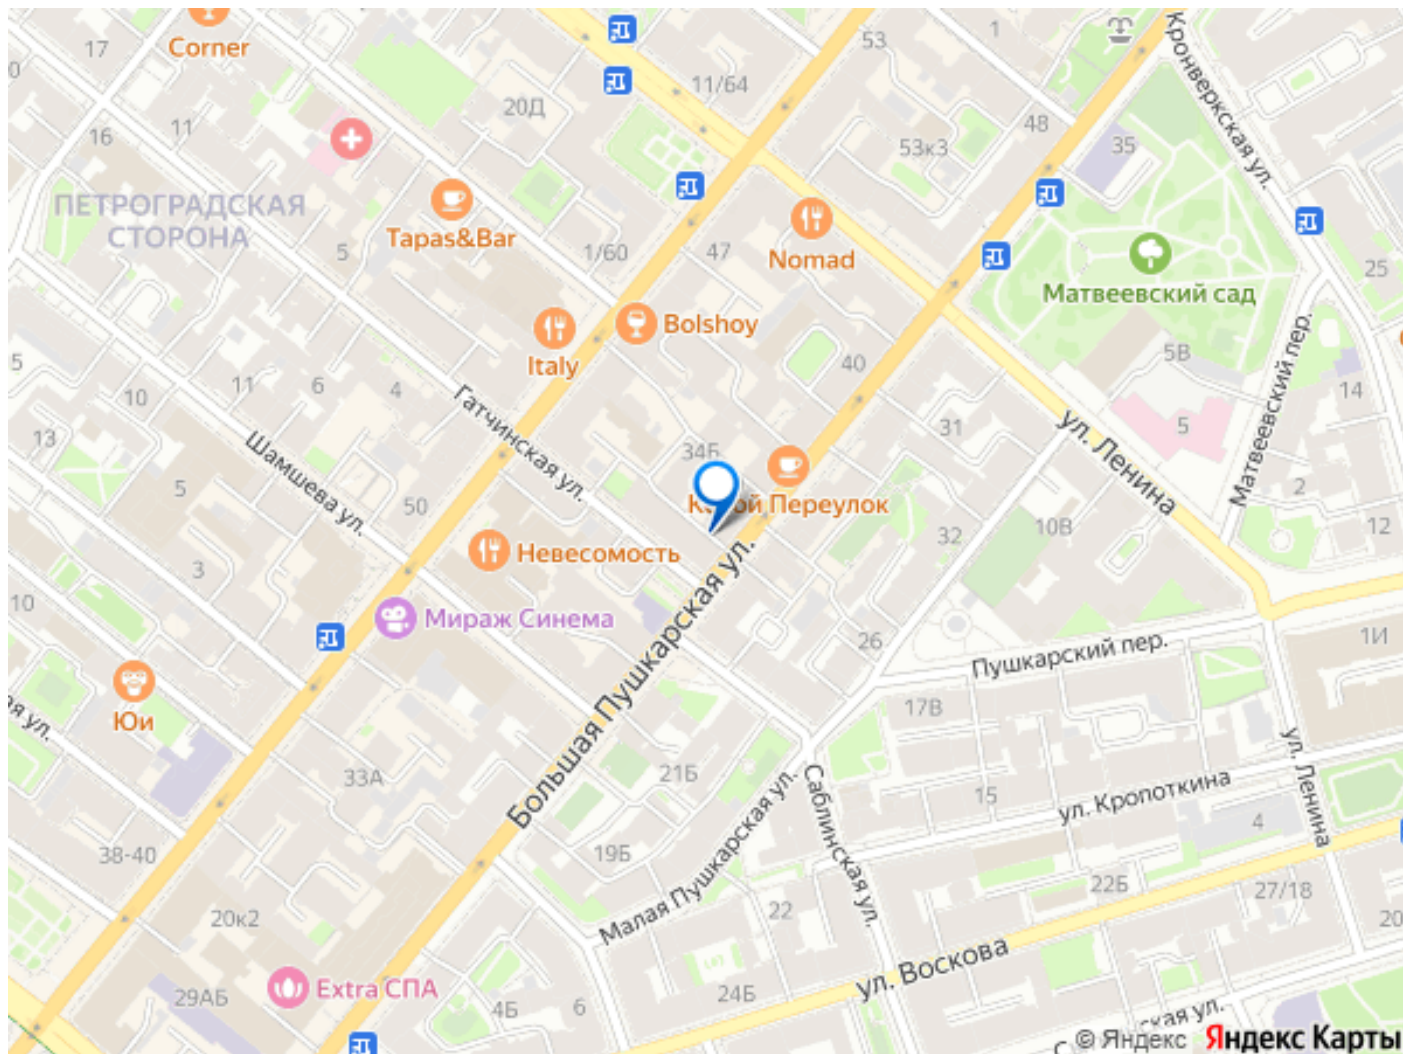 Corner
17
11
16
20Д
11/64
53
1
48
35
53к3
Кронверкская ул.
ПЕТРОГРАДСКАЯ
СТОРОНА
Tapas&Bar
5
1/60
47
Nomad
Матвеевский сад
25
Italy
Bolshoy
40
5В
Матвеевский пер.
14
5
10
11
6
4
Гатчинская ул.
13
5
Шамшева ул.
50
34Б
31
ул. Ленина
5
2
12
Переулок
32
10В
Невесомость
3
10
Мираж Синема
Большая Пушкарская ул.
26
Пушкарский пер.
1И
Юи
17В
33А
21Б
15
ул. Кропоткина
4
ул. Ленина
38-40
19Б
Малая Пушкарская ул.
Саблинская ул.
22Б
27/18
20к2
22
20
ул. Воскова
29АБ
Extra СПА
4Б
6
24Б
© Яндекс Яндекс Карты